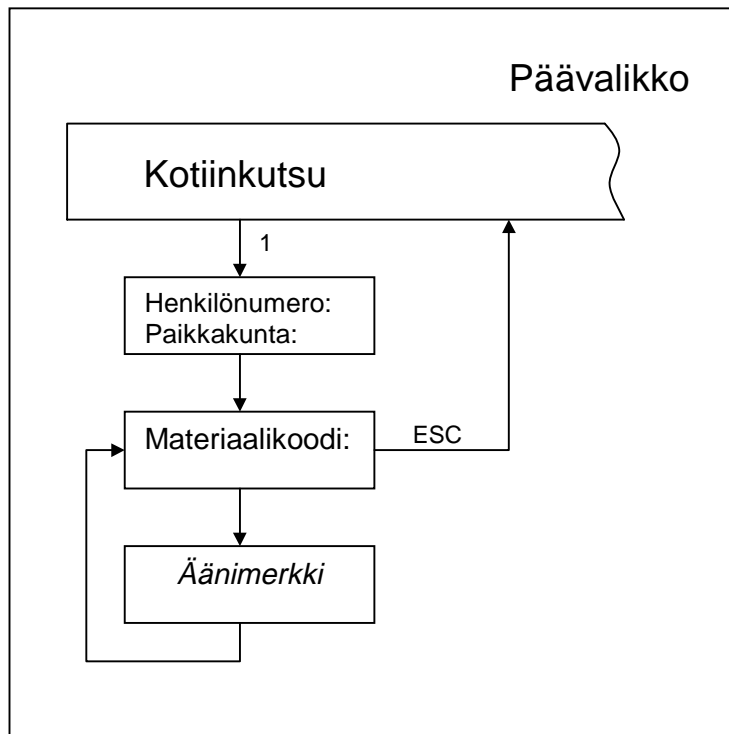 Päävalikko
Kotiinkutsu
1
Henkilönumero:
Paikkakunta:
Materiaalikoodi:
ESC
Äänimerkki